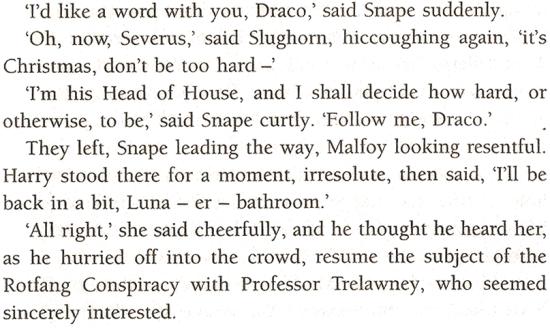 ‘I’d like a word with you, Draco,’ said Snape suddenly.
‘Oh, now, Severus,’ said Slughorn, hiccoughing again, ‘it’s
Christmas, don’t be too hard –’
‘I’m his Head of House, and I shall decide how hard, or
otherwise, to be,’ said Snape curtly. ‘Follow me, Draco.’
They left, Snape leading the way, Malfoy looking resentful.
Harry stood there for a moment, irresolute, then said, ‘I’ll be
back in a bit, Luna – er – bathroom.’
‘All right,’ she said cheerfully, and he thought he heard her,
as he hurried off into the crowd, resume the subject of the
Rotfang Conspiracy with Professor Trelawney, who seemed
sincerely interested.